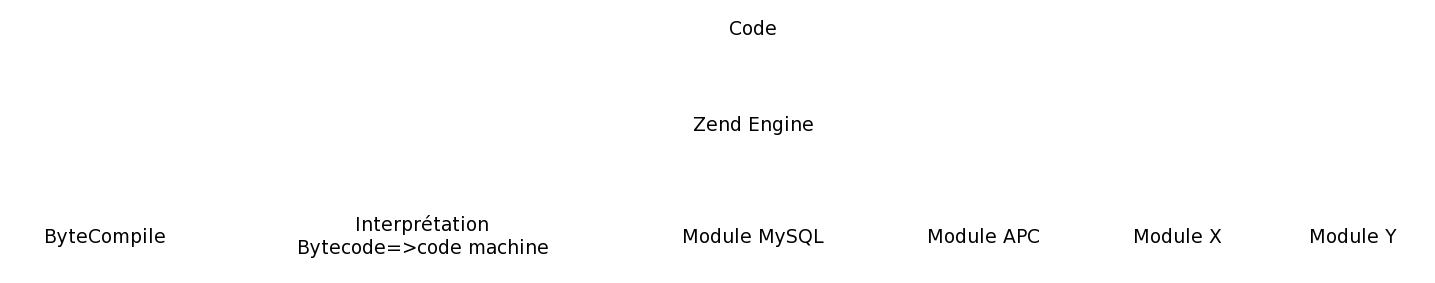 Code
Zend Engine
ByteCompile
Interprétation
Bytecode=>code machine
Module MySQL
Module APC
Module X
Module Y